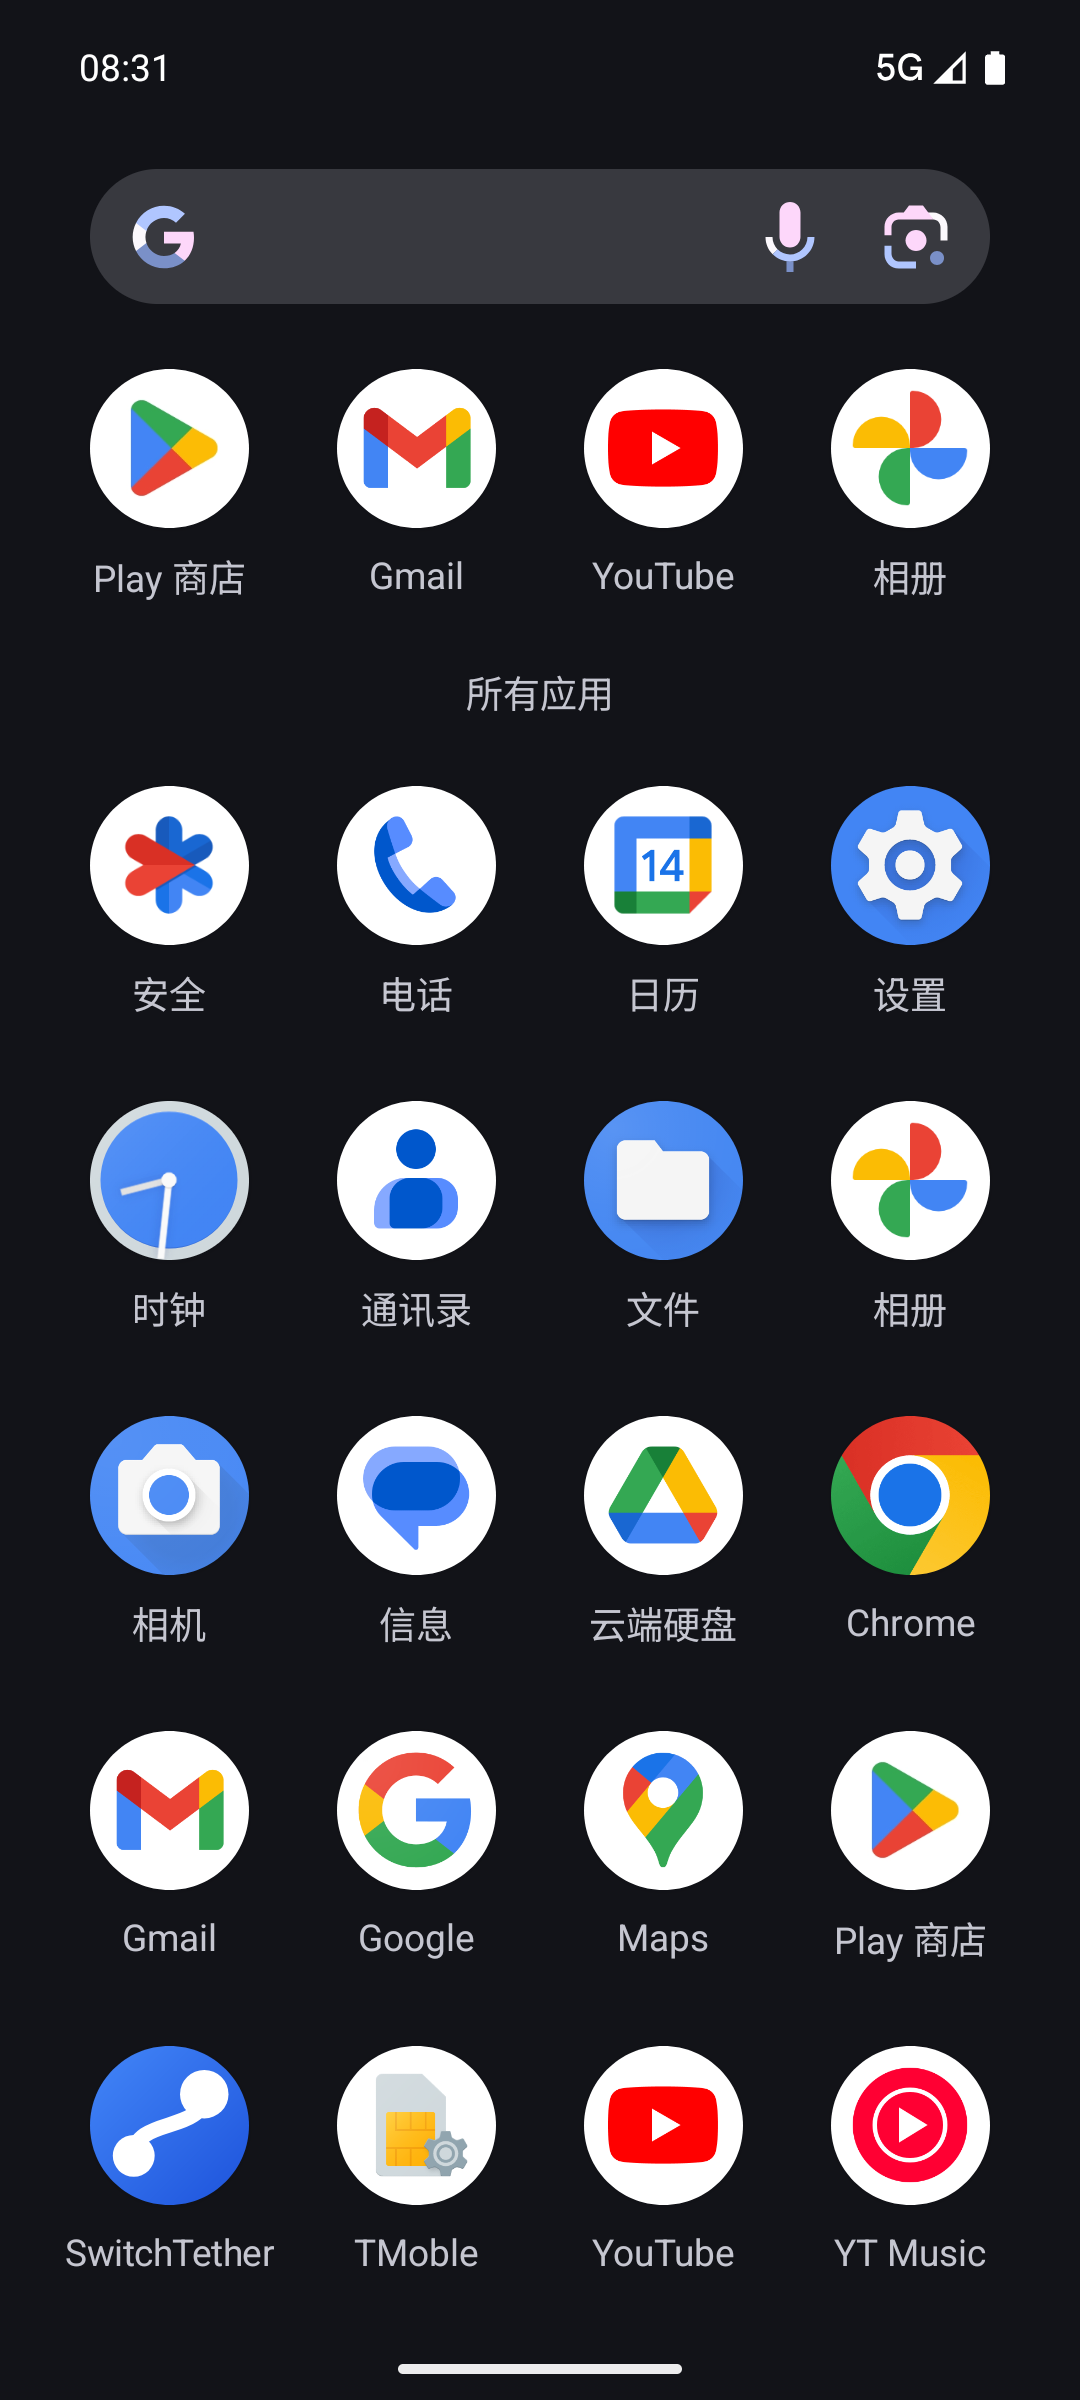 08:31 5G
Play 商店 Gmail YouTube 相册
所有应用
14
安全 电话 日历 设置
时钟 通讯录 文件 相册
相机 信息 云端硬盘 Chrome
Gmail Google Maps Play 商店
SwitchTether TMoble YouTube YT Music